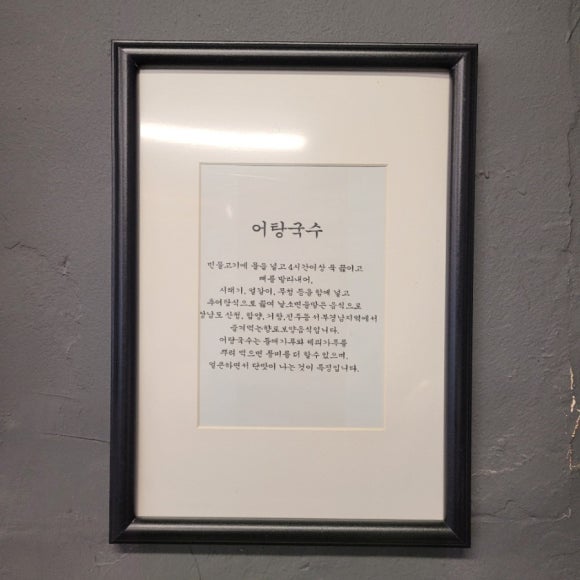 어탕국수
민물고기에 물을 넣고 4시간이상 푹 끓이고
뼈를 발라내어,
시래기, 얼갈이, 콩컹 등을 함께 넣고
추어탕식으로 끓여 날소면을말은 음식으로
상남도 산청, 함양, 거창,진주등 서부경남지역에서
즐겨먹는향로보양음식입니다.
어탕국수는 들깨가루와 제피가루를
뿌려 먹으면 풍미를 더 할수 있으며,
얼큰하면서 단맛이 나는 것이 특징입니다.